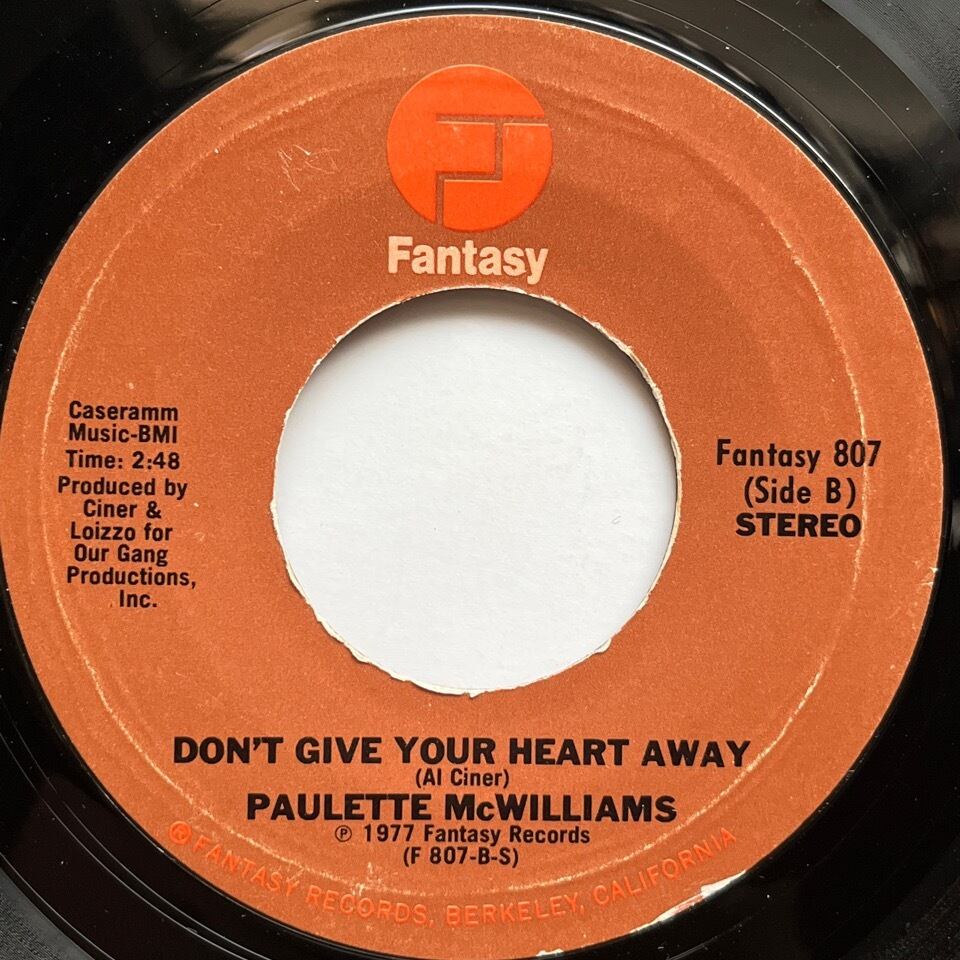 Fantasy
Caseramm
Music-BMI
Time: 2:48
Produced by
Ciner &
Loizzo for
Our Gang
Productions,
Inc.
Fantasy 807
(Side B)
STEREO
DON'T GIVE YOUR HEART AWAY
(Al Ciner)
PAULETTE McWILLIAMS
℗ 1977 Fantasy Records
(F 807-B-S)
® FANTASY RECORDS, BERKELEY, CALIFORNIA